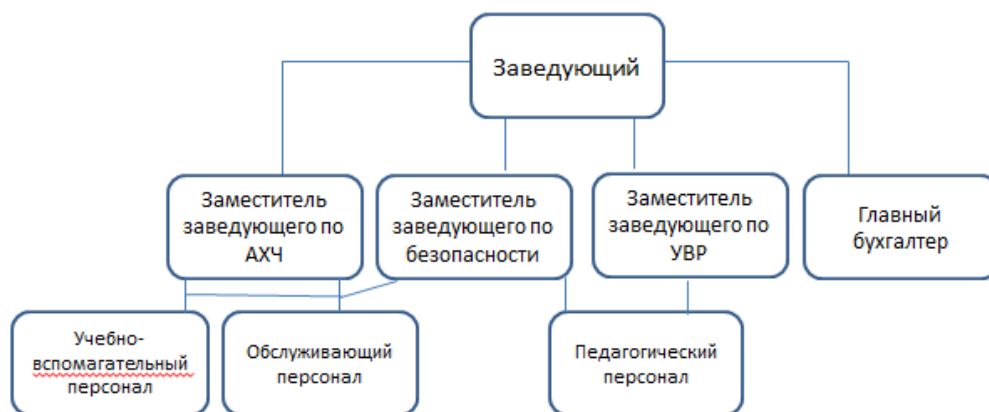 Заведующий
Заместитель
заведующего по
АХЧ
Заместитель
заведующего по
безопасности
Заместитель
заведующего по
УВР
Главный
бухгалтер
Учебно-
вспомагательный
персонал
Обслуживающий
персонал
Педагогический
персонал